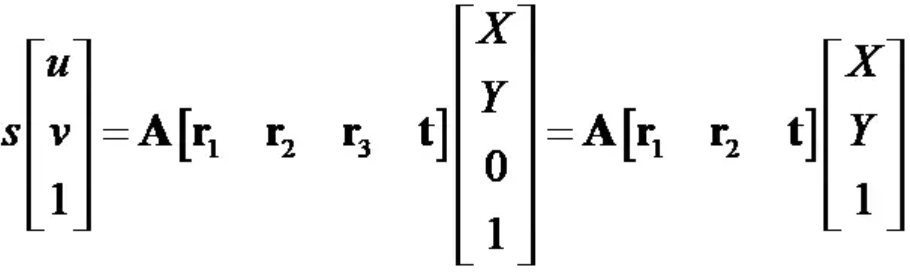 s [u v 1] = A [r₁ r₂ r₃ t] [X Y 0 1] = A [r₁ r₂ t] [X Y 1]